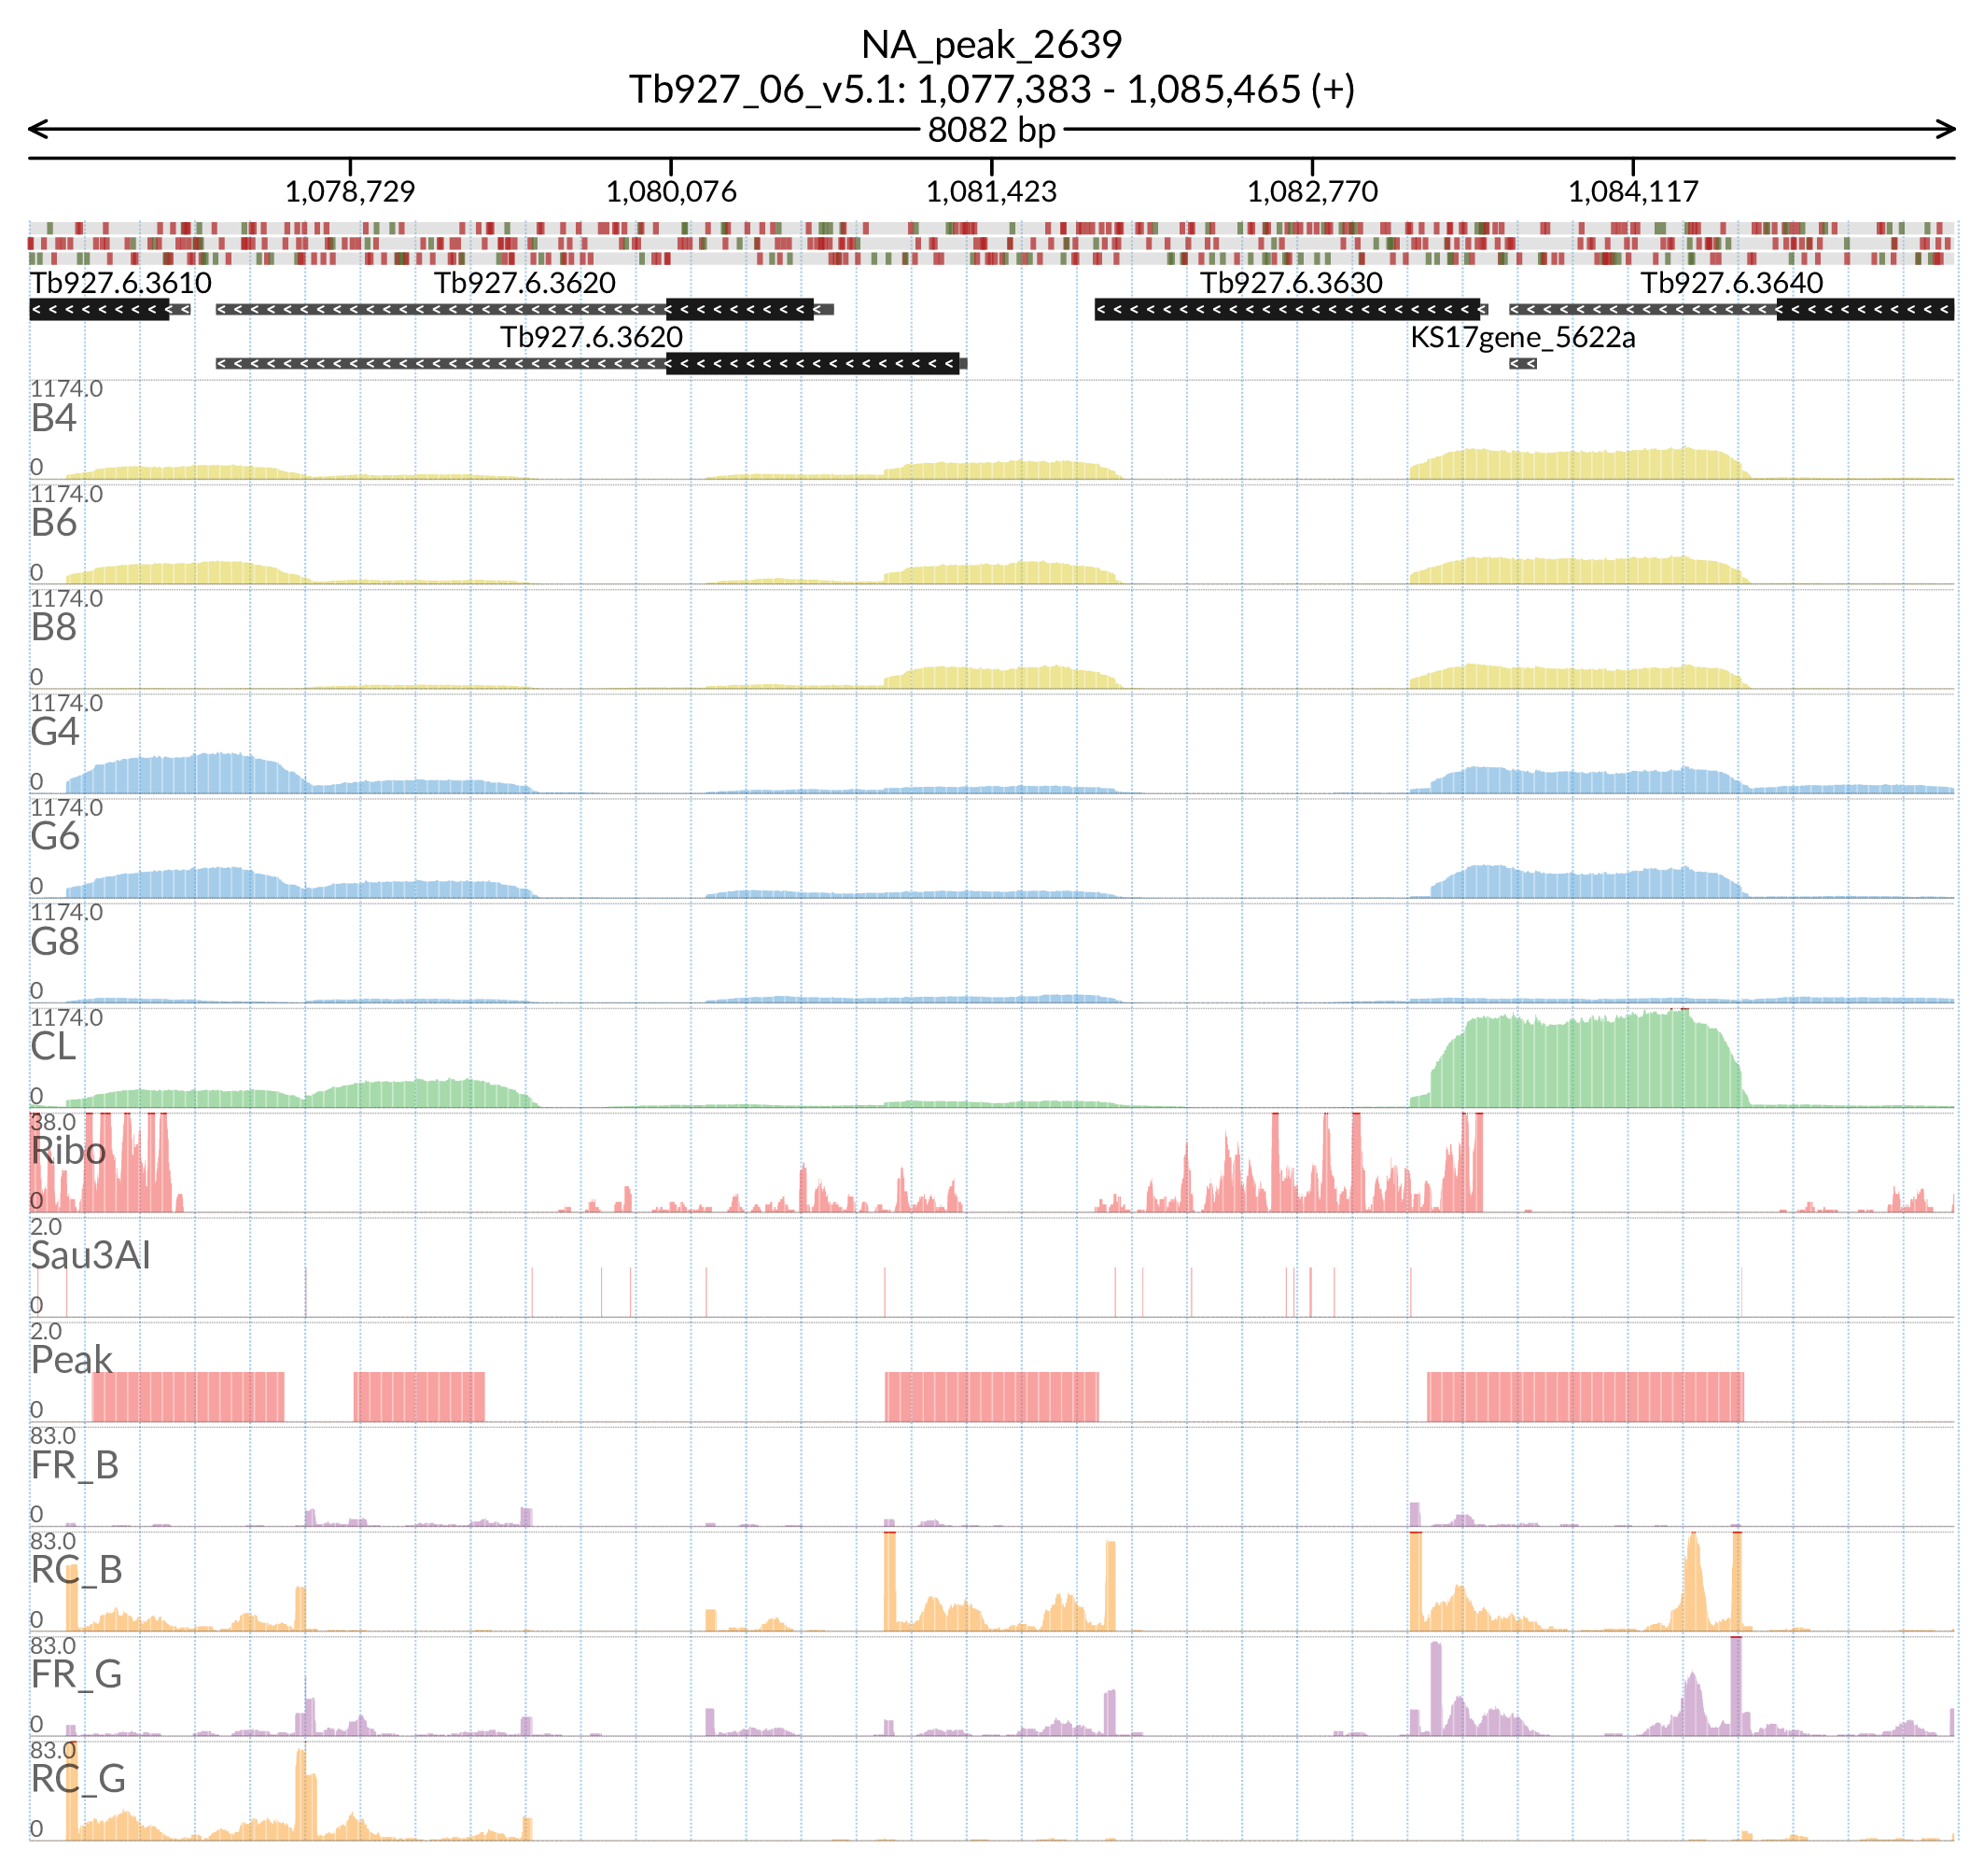 NA_peak_2639
Tb927_06_v5.1: 1,077,383 - 1,085,465 (+)
8082 bp
1,078,729 1,080,076 1,081,423 1,082,770 1,084,117
Tb927.6.3610 Tb927.6.3620 Tb927.6.3630 Tb927.6.3640
Tb927.6.3620 KS17gene_5622a
1174.0
B4
0
1174.0
B6
0
1174.0
B8
0
1174.0
G4
0
1174.0
G6
0
1174.0
G8
0
1174.0
CL
0
38.0
Ribo
0
2.0
Sau3AI
0
2.0
Peak
0
83.0
FR_B
0
83.0
RC_B
0
83.0
FR_G
0
83.0
RC_G
0